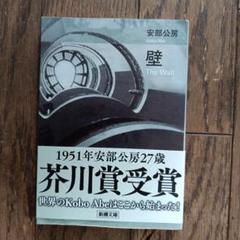 安部公房
壁
The Wall
1951年安部公房27歳
芥川賞受賞
世界のKobo Abeはここから始まった!
新潮文庫